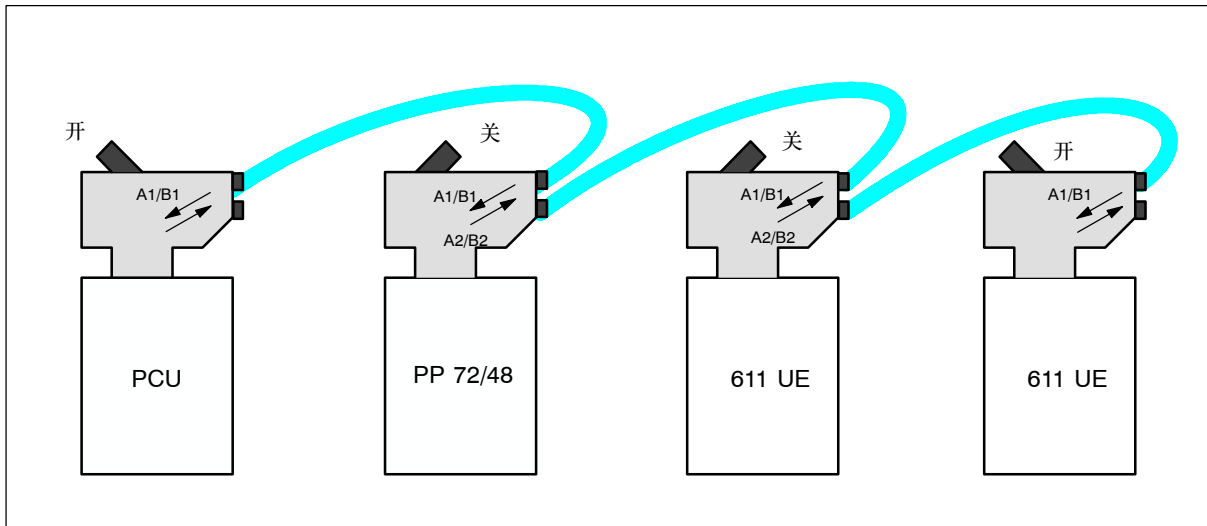 开
关
关
开
A1/B1
A1/B1
A1/B1
A1/B1
A2/B2
A2/B2
PCU
PP 72/48
611 UE
611 UE